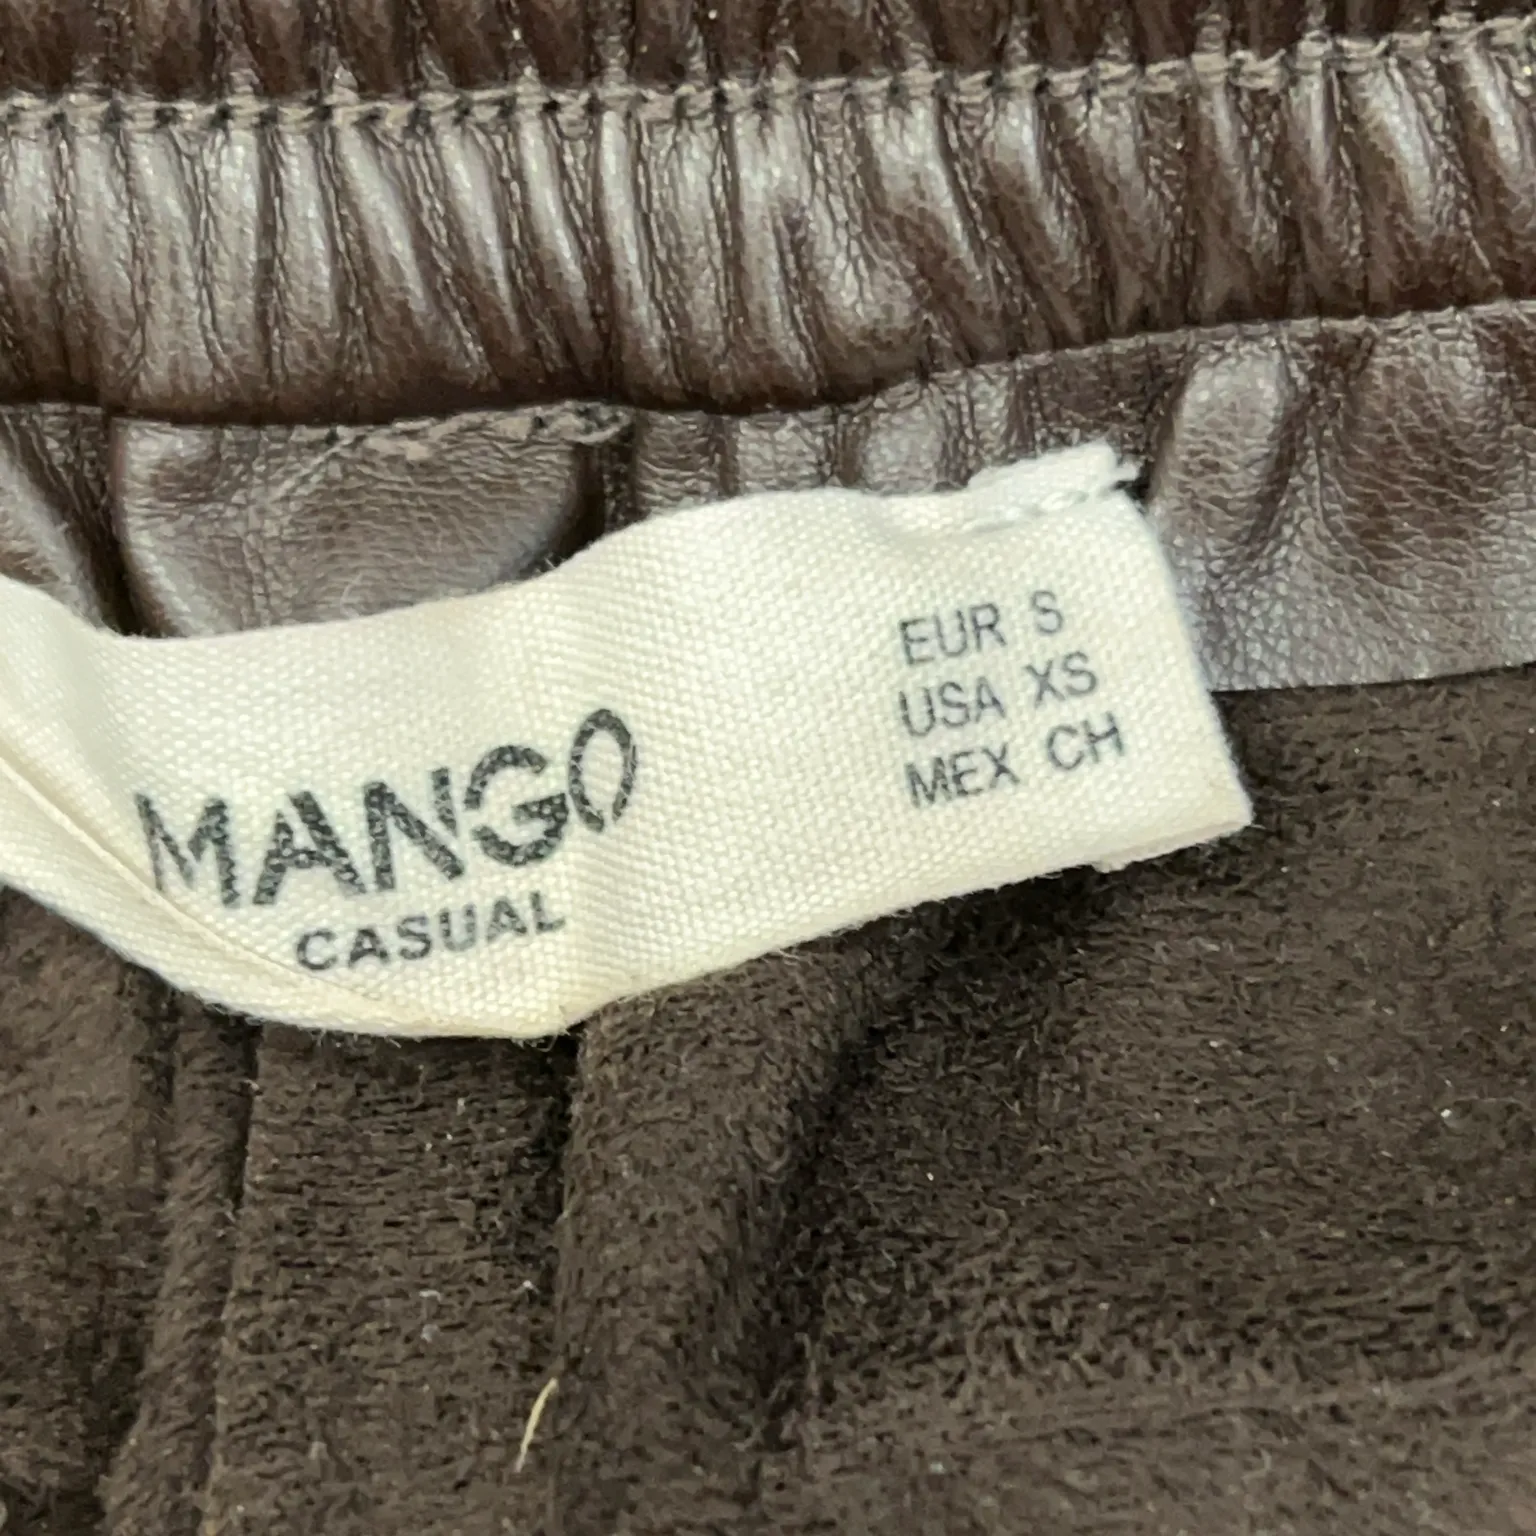 MANGO
CASUAL
EUR S
USA XS
MEX CH